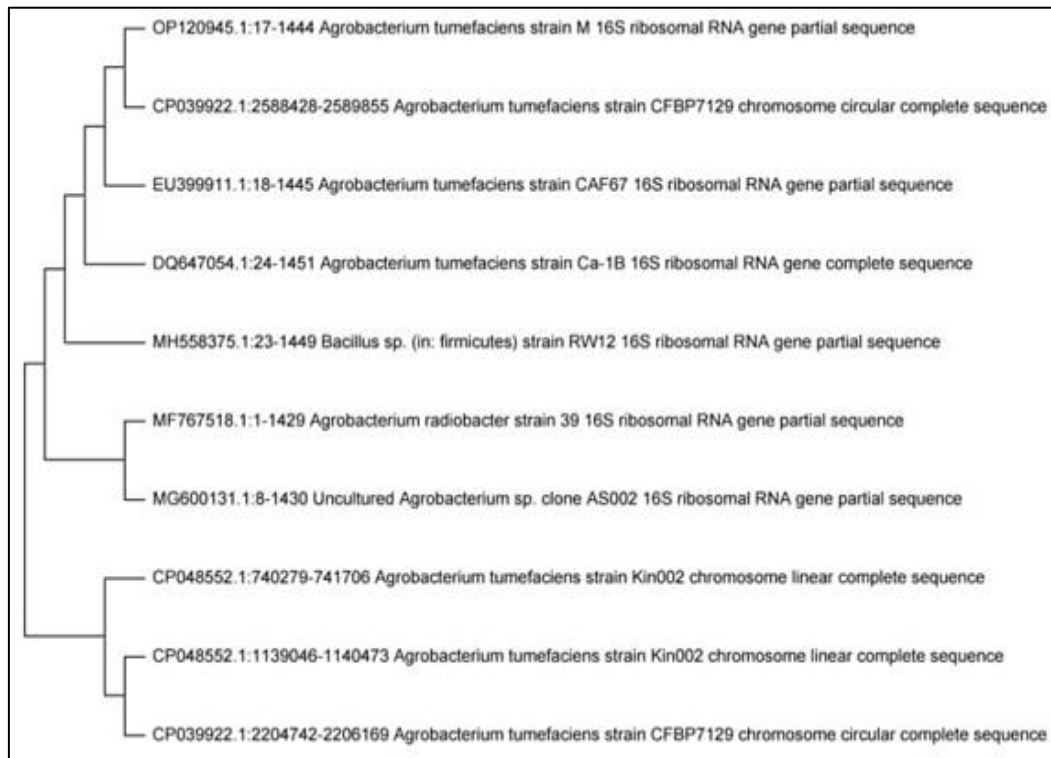 OP120945.1:17-1444 Agrobacterium tumefaciens strain M 16S ribosomal RNA gene partial sequence
CP039922.1:2588428-2589855 Agrobacterium tumefaciens strain CFBP7129 chromosome circular complete sequence
EU399911.1:18-1445 Agrobacterium tumefaciens strain CAF67 16S ribosomal RNA gene partial sequence
DQ647054.1:24-1451 Agrobacterium tumefaciens strain Ca-1B 16S ribosomal RNA gene complete sequence
MH558375.1:23-1449 Bacillus sp. (in: firmicutes) strain RW12 16S ribosomal RNA gene partial sequence
MF767518.1:1-1429 Agrobacterium radiobacter strain 39 16S ribosomal RNA gene partial sequence
MG600131.1:8-1430 Uncultured Agrobacterium sp. clone AS002 16S ribosomal RNA gene partial sequence
CP048552.1:740279-741706 Agrobacterium tumefaciens strain Kin002 chromosome linear complete sequence
CP048552.1:1139046-1140473 Agrobacterium tumefaciens strain Kin002 chromosome linear complete sequence
CP039922.1:2204742-2206169 Agrobacterium tumefaciens strain CFBP7129 chromosome circular complete sequence